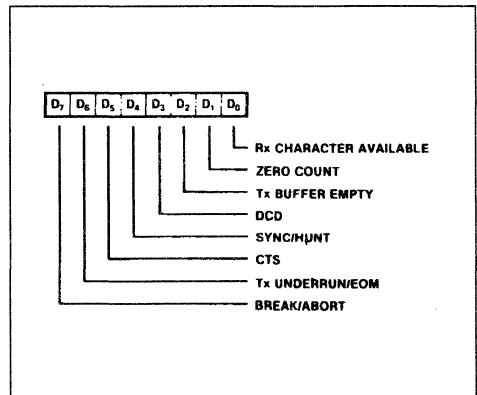 D7 D6 D5 D4 D3 D2 D1 D0
Rx CHARACTER AVAILABLE
ZERO COUNT
Tx BUFFER EMPTY
DCD
SYNC/HUNT
CTS
Tx UNDERRUN/EOM
BREAK/ABORT